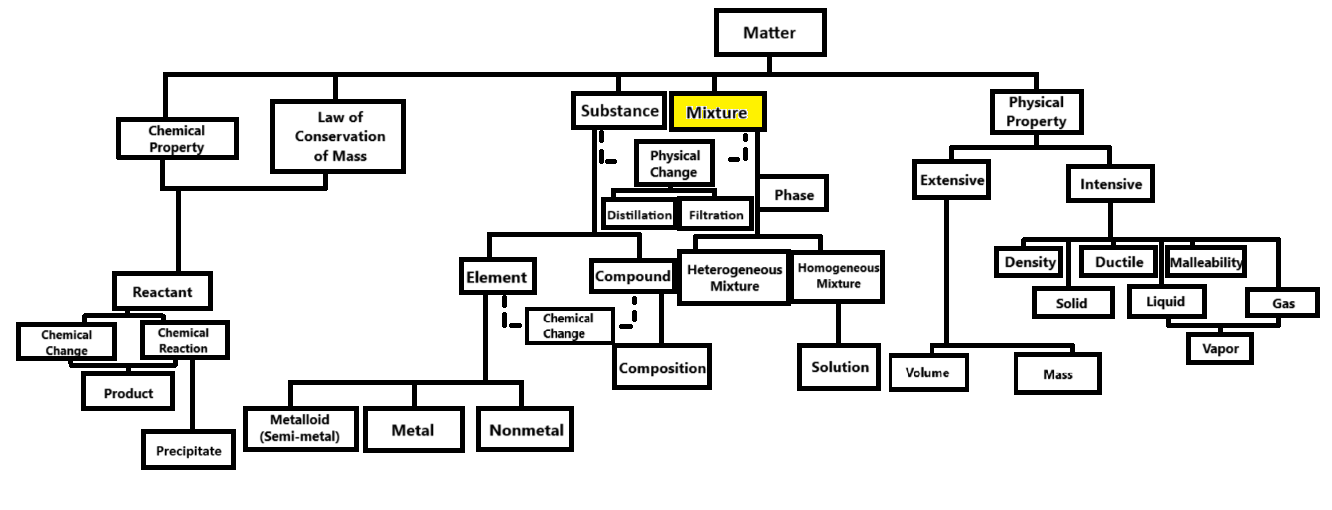 Matter
Substance
Mixture
Physical
Property
Law of
Conservation
of Mass
Chemical
Property
Physical
Change
Extensive
Intensive
Phase
Distillation
Filtration
Density
Ductile
Malleability
Element
Compound
Heterogeneous
Mixture
Homogeneous
Mixture
Reactant
Solid
Liquid
Gas
Chemical
Change
Chemical
Change
Chemical
Reaction
Vapor
Composition
Solution
Volume
Mass
Product
Metalloid
(Semi-metal)
Metal
Nonmetal
Precipitate